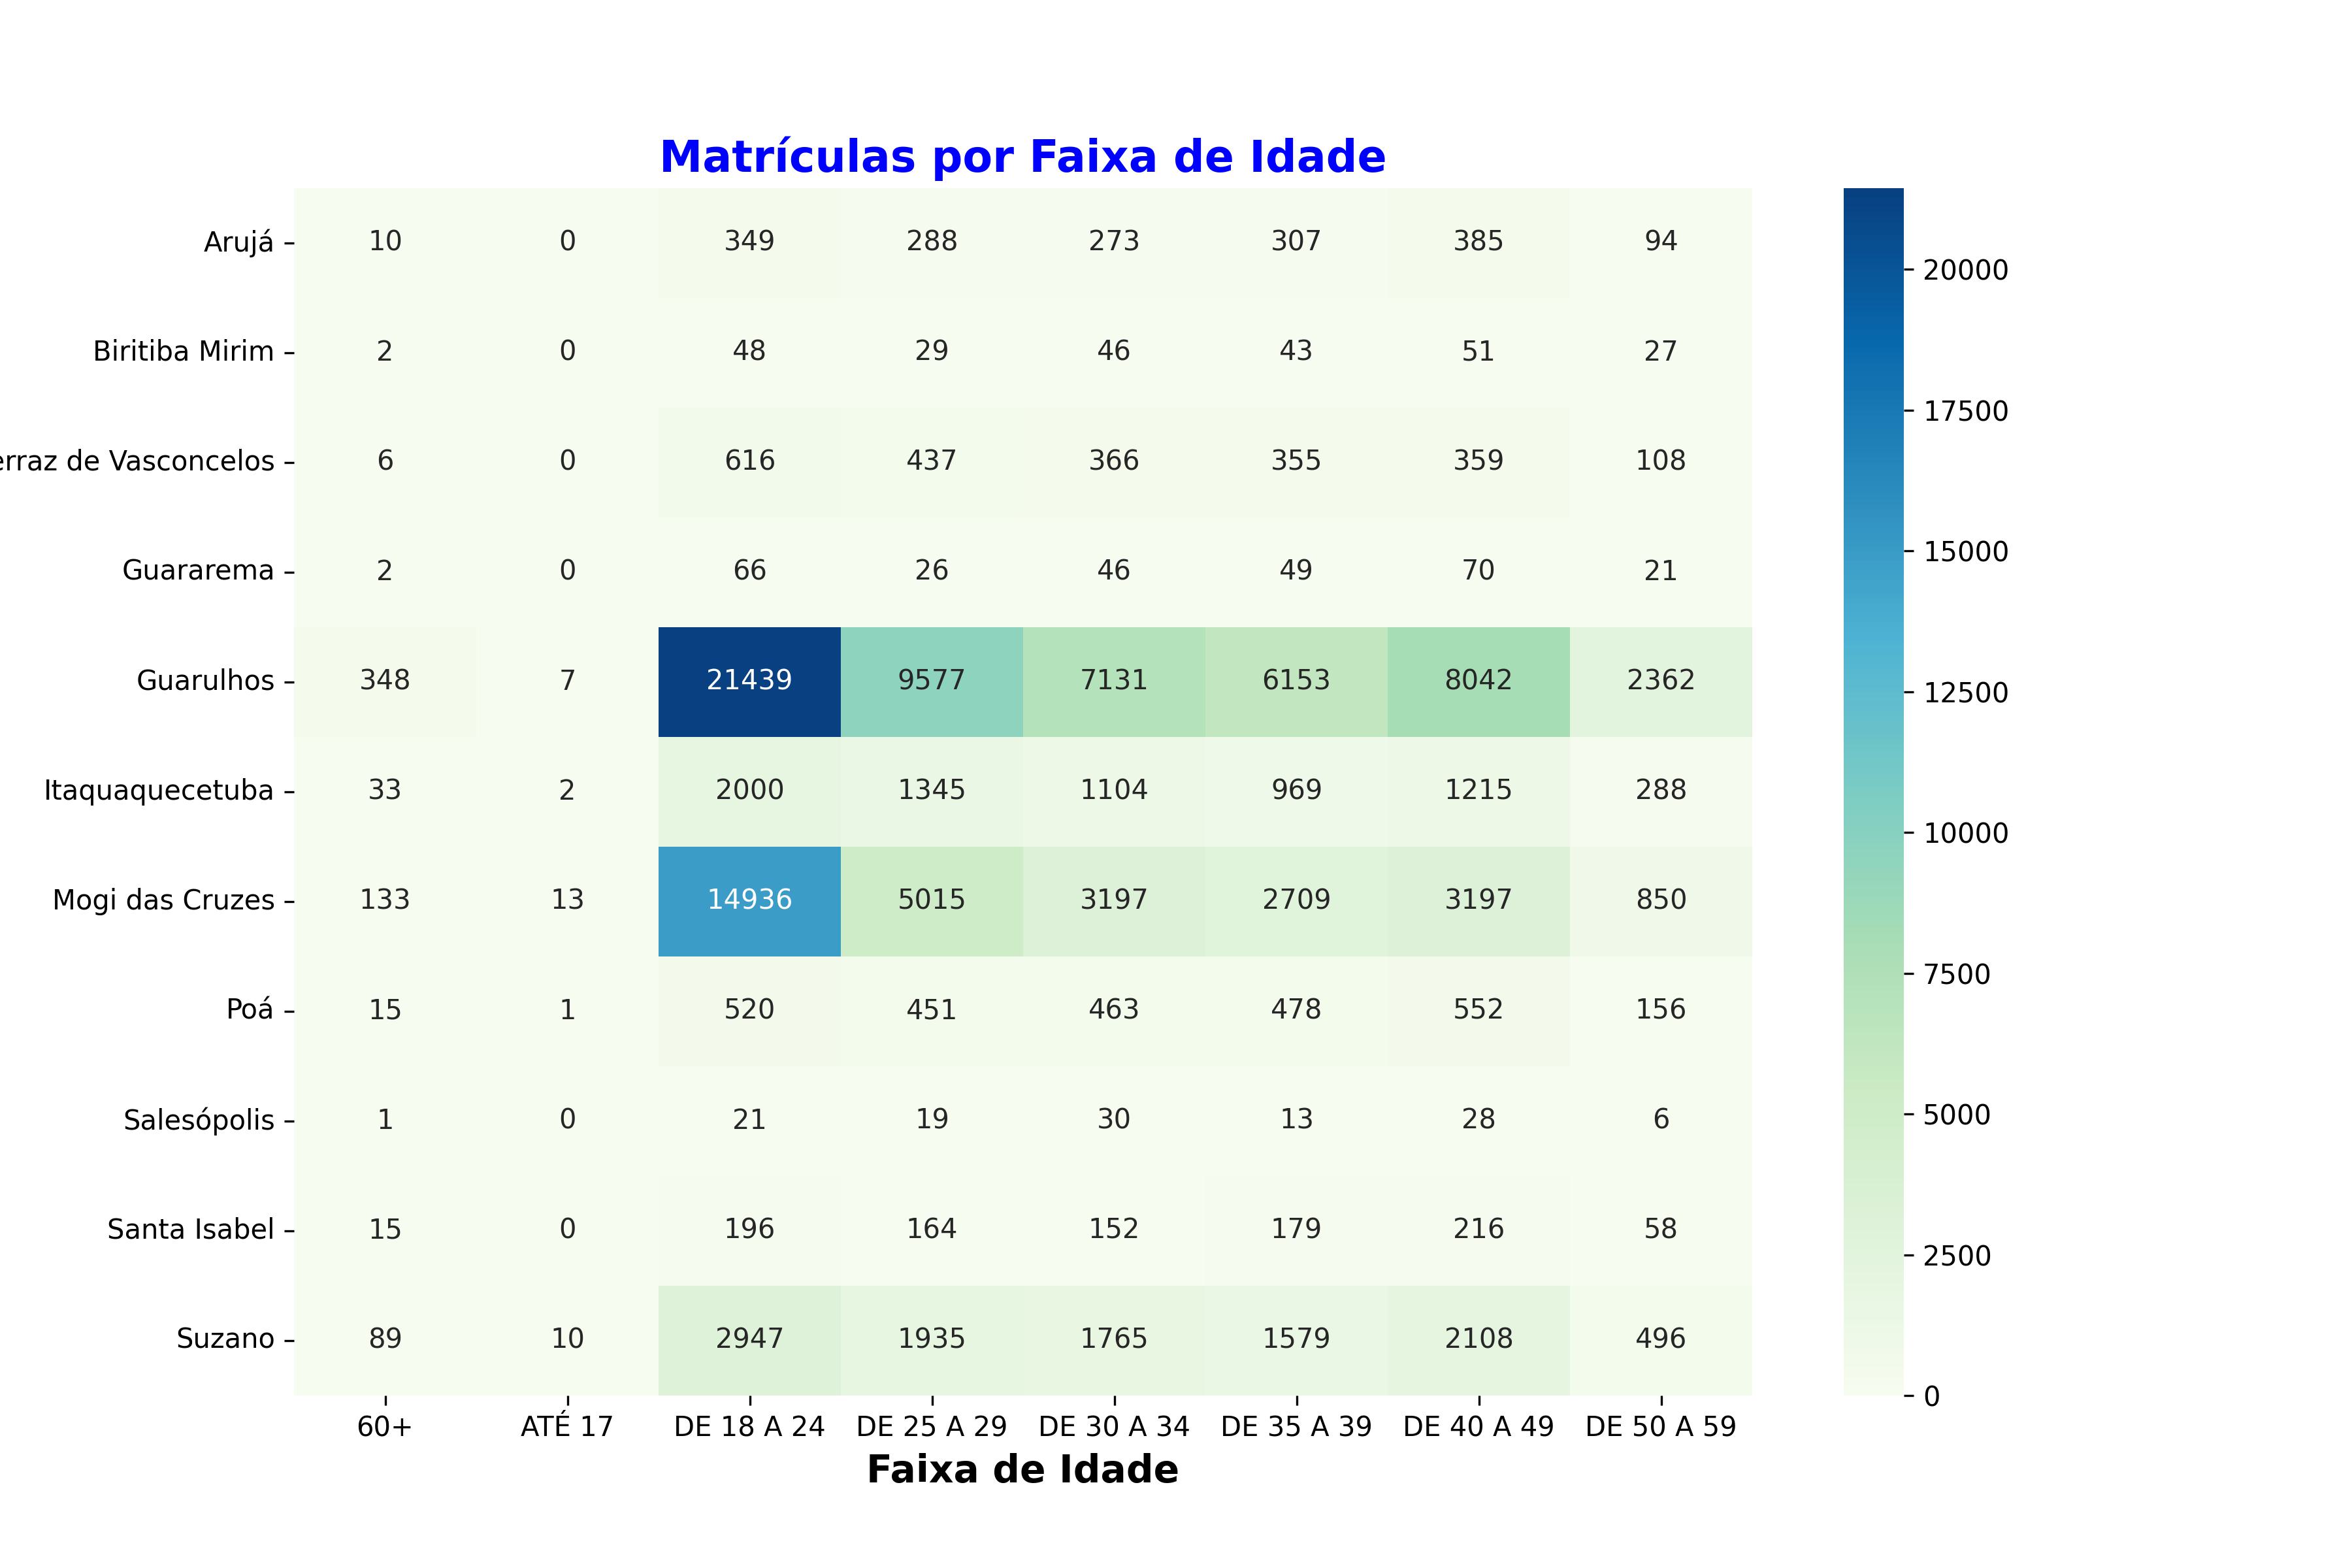 Matrículas por Faixa de Idade
Arujá 10 0 349 288 273 307 385 94
Biritiba Mirim 2 0 48 29 46 43 51 27
erraz de Vasconcelos 6 0 616 437 366 355 359 108
Guararema 2 0 66 26 46 49 70 21
Guarulhos 348 7 21439 9577 7131 6153 8042 2362
Itaquaquecetuba 33 2 2000 1345 1104 969 1215 288
Mogi das Cruzes 133 13 14936 5015 3197 2709 3197 850
Poá 15 1 520 451 463 478 552 156
Salesópolis 1 0 21 19 30 13 28 6
Santa Isabel 15 0 196 164 152 179 216 58
Suzano 89 10 2947 1935 1765 1579 2108 496
60+ ATÉ 17 DE 18 A 24 DE 25 A 29 DE 30 A 34 DE 35 A 39 DE 40 A 49 DE 50 A 59
Faixa de Idade
20000
17500
15000
12500
10000
7500
5000
2500
0